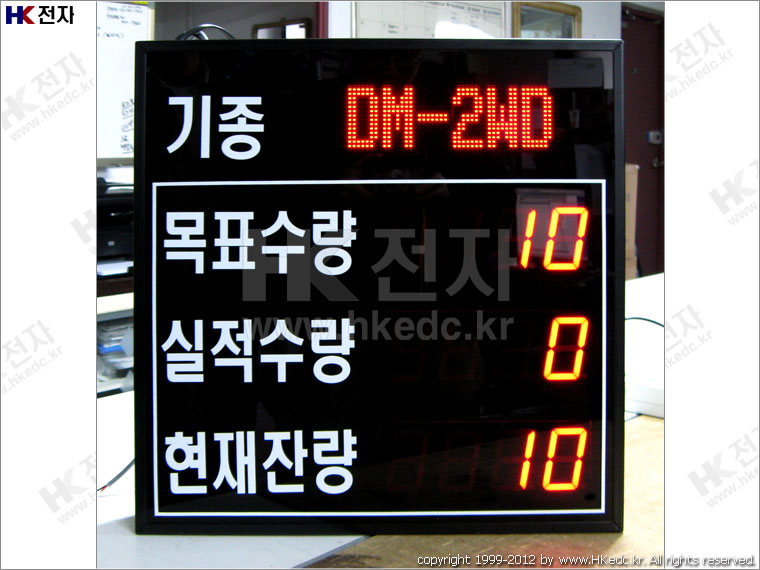 HK 전자
기종 DM-2WD
목표수량 10
실적수량 0
현재잔량 10
HK전자
www.hkedc.kr
copyright 1999-2012 by www.HKedc.kr. All rights reserved.